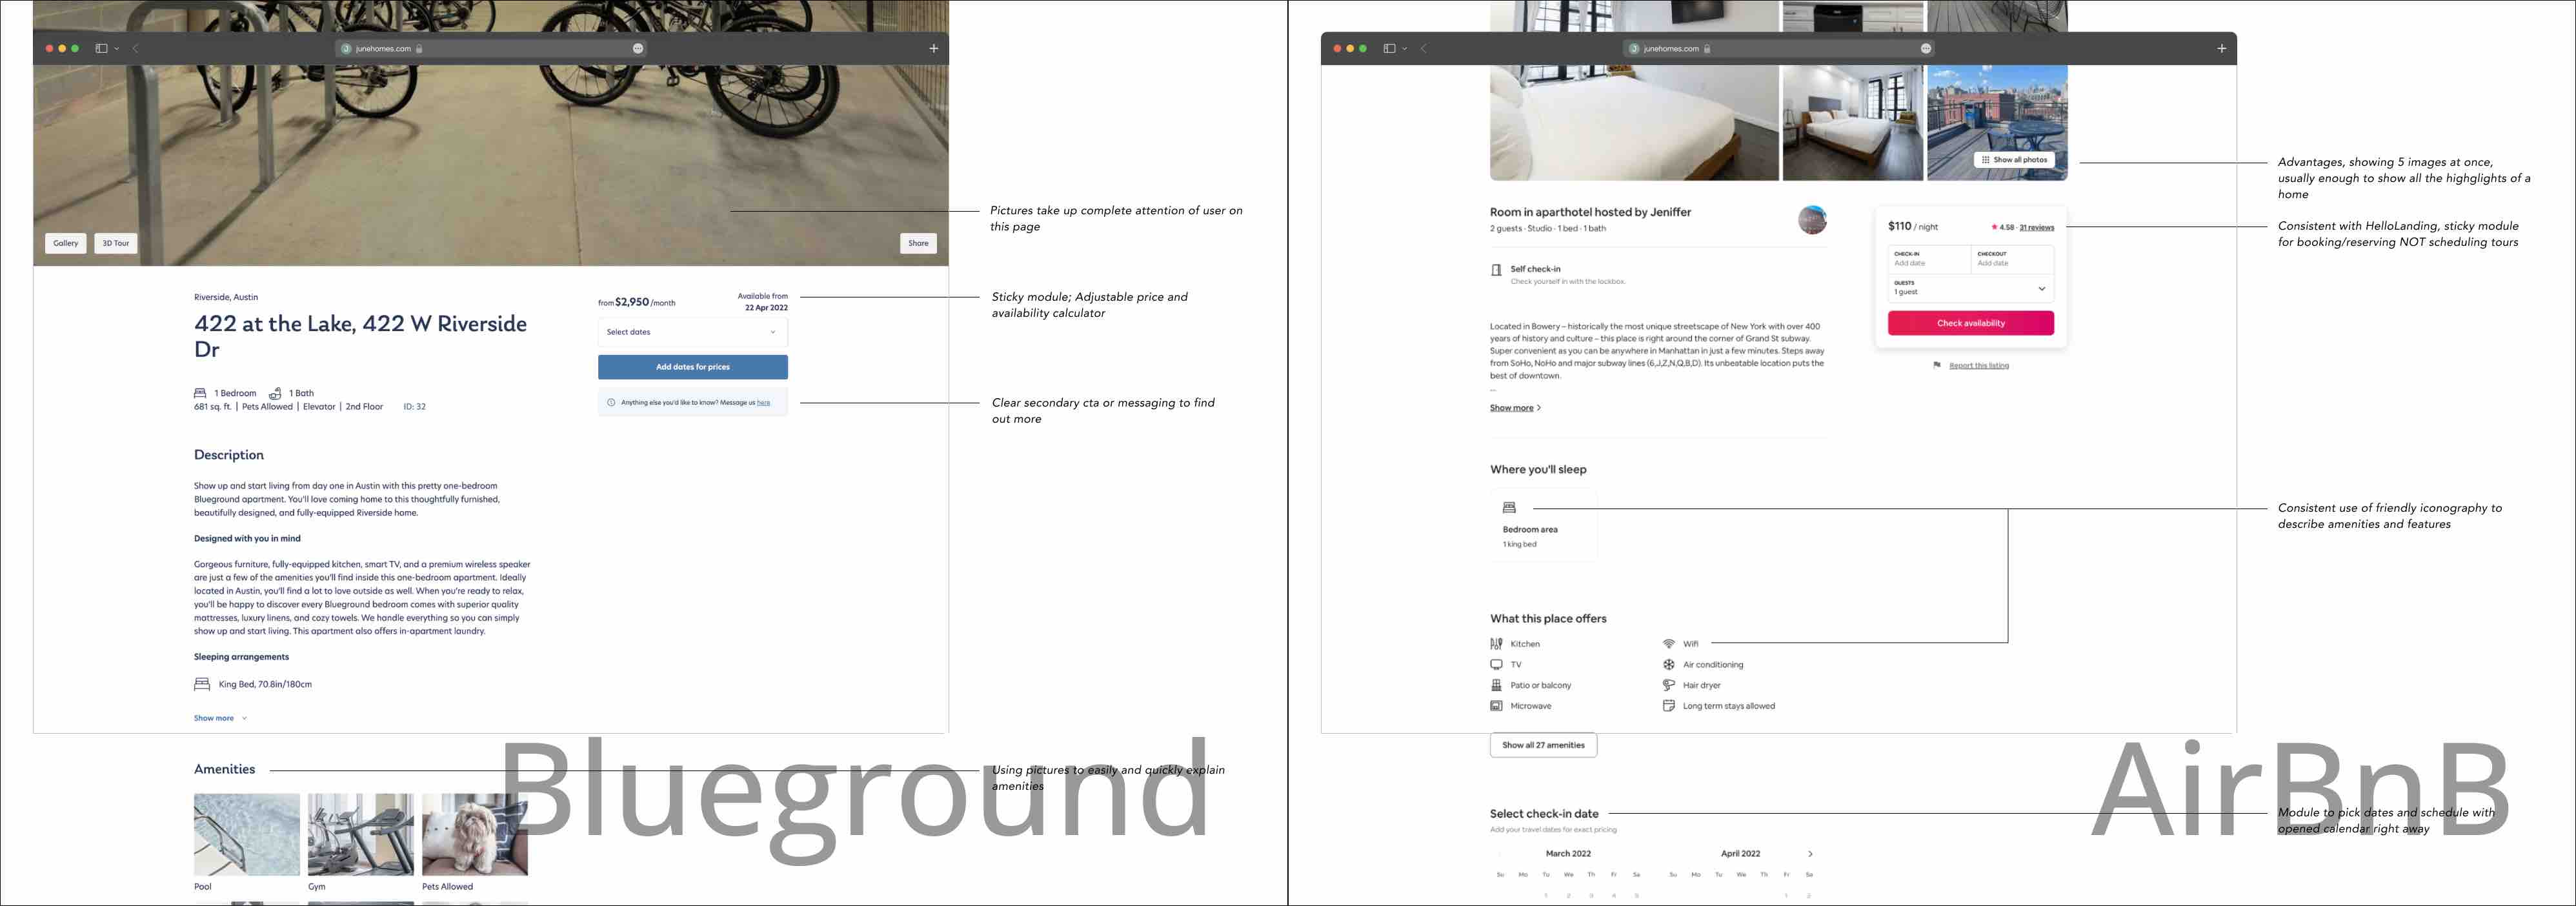 junehomes.com
Gallery
3D Tour
Share
Riverside, Austin
422 at the Lake, 422 W Riverside
Dr
1 Bedroom
1 Bath
681 sq. ft. | Pets Allowed | Elevator | 2nd Floor
ID: 32
from $2,950 /month
Available from
22 Apr 2022
Select dates
Add dates for prices
Anything else you'd like to know? Message us here.
Description
Show up and start living from day one in Austin with this pretty one-bedroom
Blueground apartment. You'll love coming home to this thoughtfully furnished,
beautifully designed, and fully-equipped Riverside home.
Designed with you in mind
Gorgeous furniture, fully-equipped kitchen, smart TV, and a premium wireless speaker
are just a few of the amenities you'll find inside this one-bedroom apartment. Ideally
located in Austin, you'll find a lot to love outside as well. When you're ready to relax,
you'll be happy to discover every Blueground bedroom comes with superior quality
mattresses, luxury linens, and cozy towels. We handle everything so you can simply
show up and start living. This apartment also offers in-apartment laundry.
Sleeping arrangements
King Bed, 70.8in/180cm
Show more
Amenities
Pool
Gym
Pets Allowed
Pictures take up complete attention of user on
this page
Sticky module; Adjustable price and
availability calculator
Clear secondary cta or messaging to find
out more
Using pictures to easily and quickly explain
amenities
Blueground
junehomes.com
Show all photos
Room in aparthotel hosted by Jeniffer
2 guests · Studio · 1 bed · 1 bath
Self check-in
Check yourself in with the lockbox.
Located in Bowery – historically the most unique streetscape of New York with over 400
years of history and culture – this place is right around the corner of Grand St subway.
Super convenient as you can be anywhere in Manhattan in just a few minutes. Steps away
from SoHo, NoHo and major subway lines (6,J,Z,N,Q,B,D). Its unbeatable location puts the
best of downtown.
...
Show more
$110 / night
4.58 · 31 reviews
CHECK-IN
Add date
CHECKOUT
Add date
GUESTS
1 guest
Check availability
Report this listing
Where you'll sleep
Bedroom area
1 king bed
What this place offers
Kitchen
Wifi
TV
Air conditioning
Patio or balcony
Hair dryer
Microwave
Long term stays allowed
Show all 27 amenities
Select check-in date
Add your travel dates for exact pricing
March 2022
April 2022
Su Mo Tu We Th Fr Sa
Su Mo Tu We Th Fr Sa
1 2 3 4 5
1 2
Advantages, showing 5 images at once,
usually enough to show all the highglights of a
home
Consistent with HelloLanding, sticky module
for booking/reserving NOT scheduling tours
Consistent use of friendly iconography to
describe amenities and features
Module to pick dates and schedule with
opened calendar right away
AirBnB